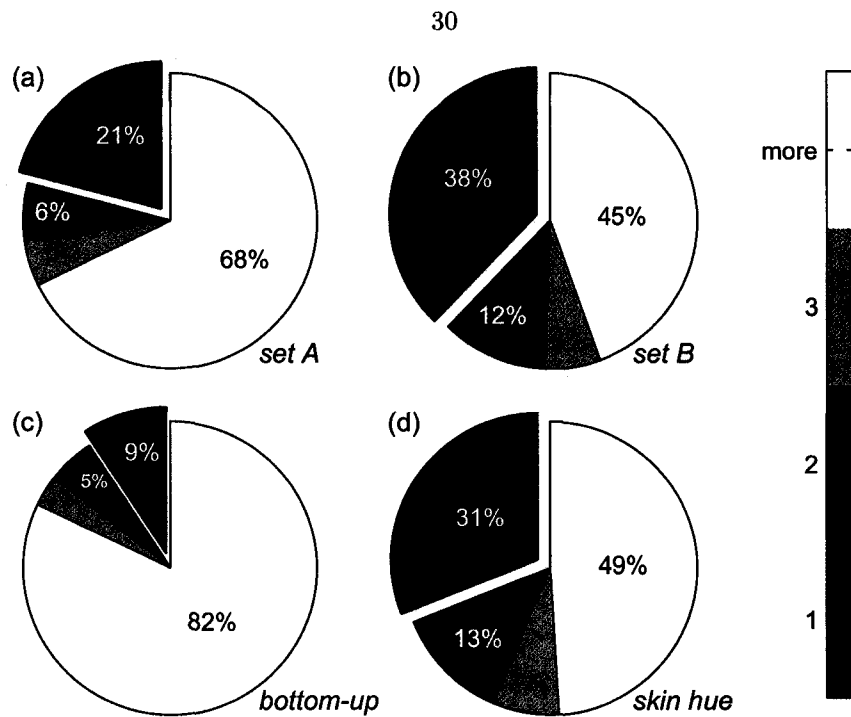 30
(a)
21%
6%
68%
set A
(b)
38%
12%
45%
set B
(c)
9%
5%
82%
bottom-up
(d)
31%
13%
49%
skin hue
more
3
2
1